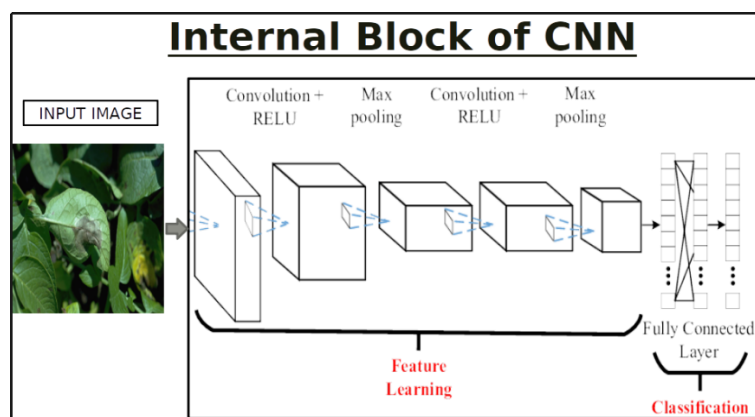 Internal Block of CNN
INPUT IMAGE
Convolution +
RELU
Max
pooling
Convolution +
RELU
Max
pooling
Fully Connected
Layer
Feature
Learning
Classification